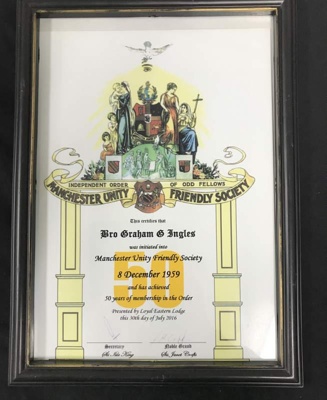 INDEPENDENT ORDER OF ODD FELLOWS
MANCHESTER UNITY FRIENDLY SOCIETY
This certifies that
Bro Graham G Ingles
was initiated into
Manchester Unity Friendly Society
50
8 December 1959
and has achieved
50 years of membership in the Order
Presented by Loyal Eastern Lodge
this 30th day of July 2016
Secretary Noble Grand